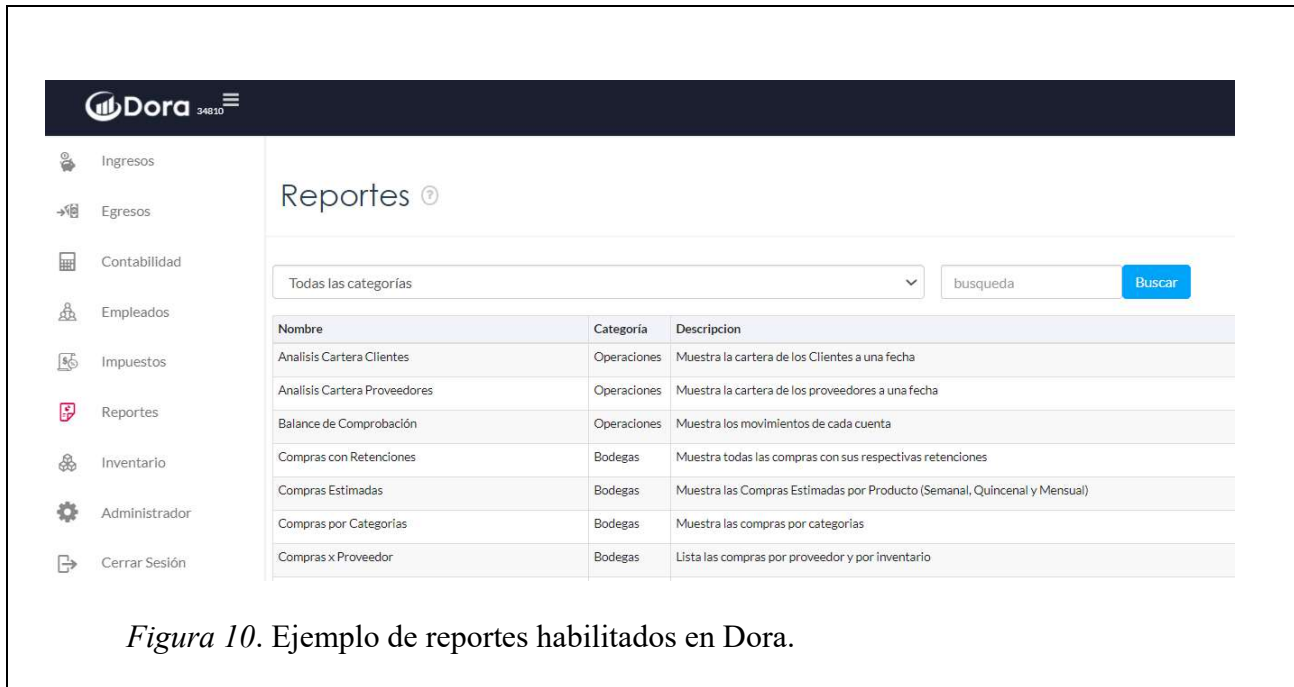 Dora 34810
Ingresos
Egresos
Contabilidad
Empleados
Impuestos
Reportes
Inventario
Administrador
Cerrar Sesión
Reportes ?
Todas las categorías busqueda Buscar
Nombre Categoría Descripcion
Analisis Cartera Clientes Operaciones Muestra la cartera de los Clientes a una fecha
Analisis Cartera Proveedores Operaciones Muestra la cartera de los proveedores a una fecha
Balance de Comprobación Operaciones Muestra los movimientos de cada cuenta
Compras con Retenciones Bodegas Muestra todas las compras con sus respectivas retenciones
Compras Estimadas Bodegas Muestra las Compras Estimadas por Producto (Semanal, Quincenal y Mensual)
Compras por Categorias Bodegas Muestra las compras por categorias
Compras x Proveedor Bodegas Lista las compras por proveedor y por inventario
Figura 10. Ejemplo de reportes habilitados en Dora.